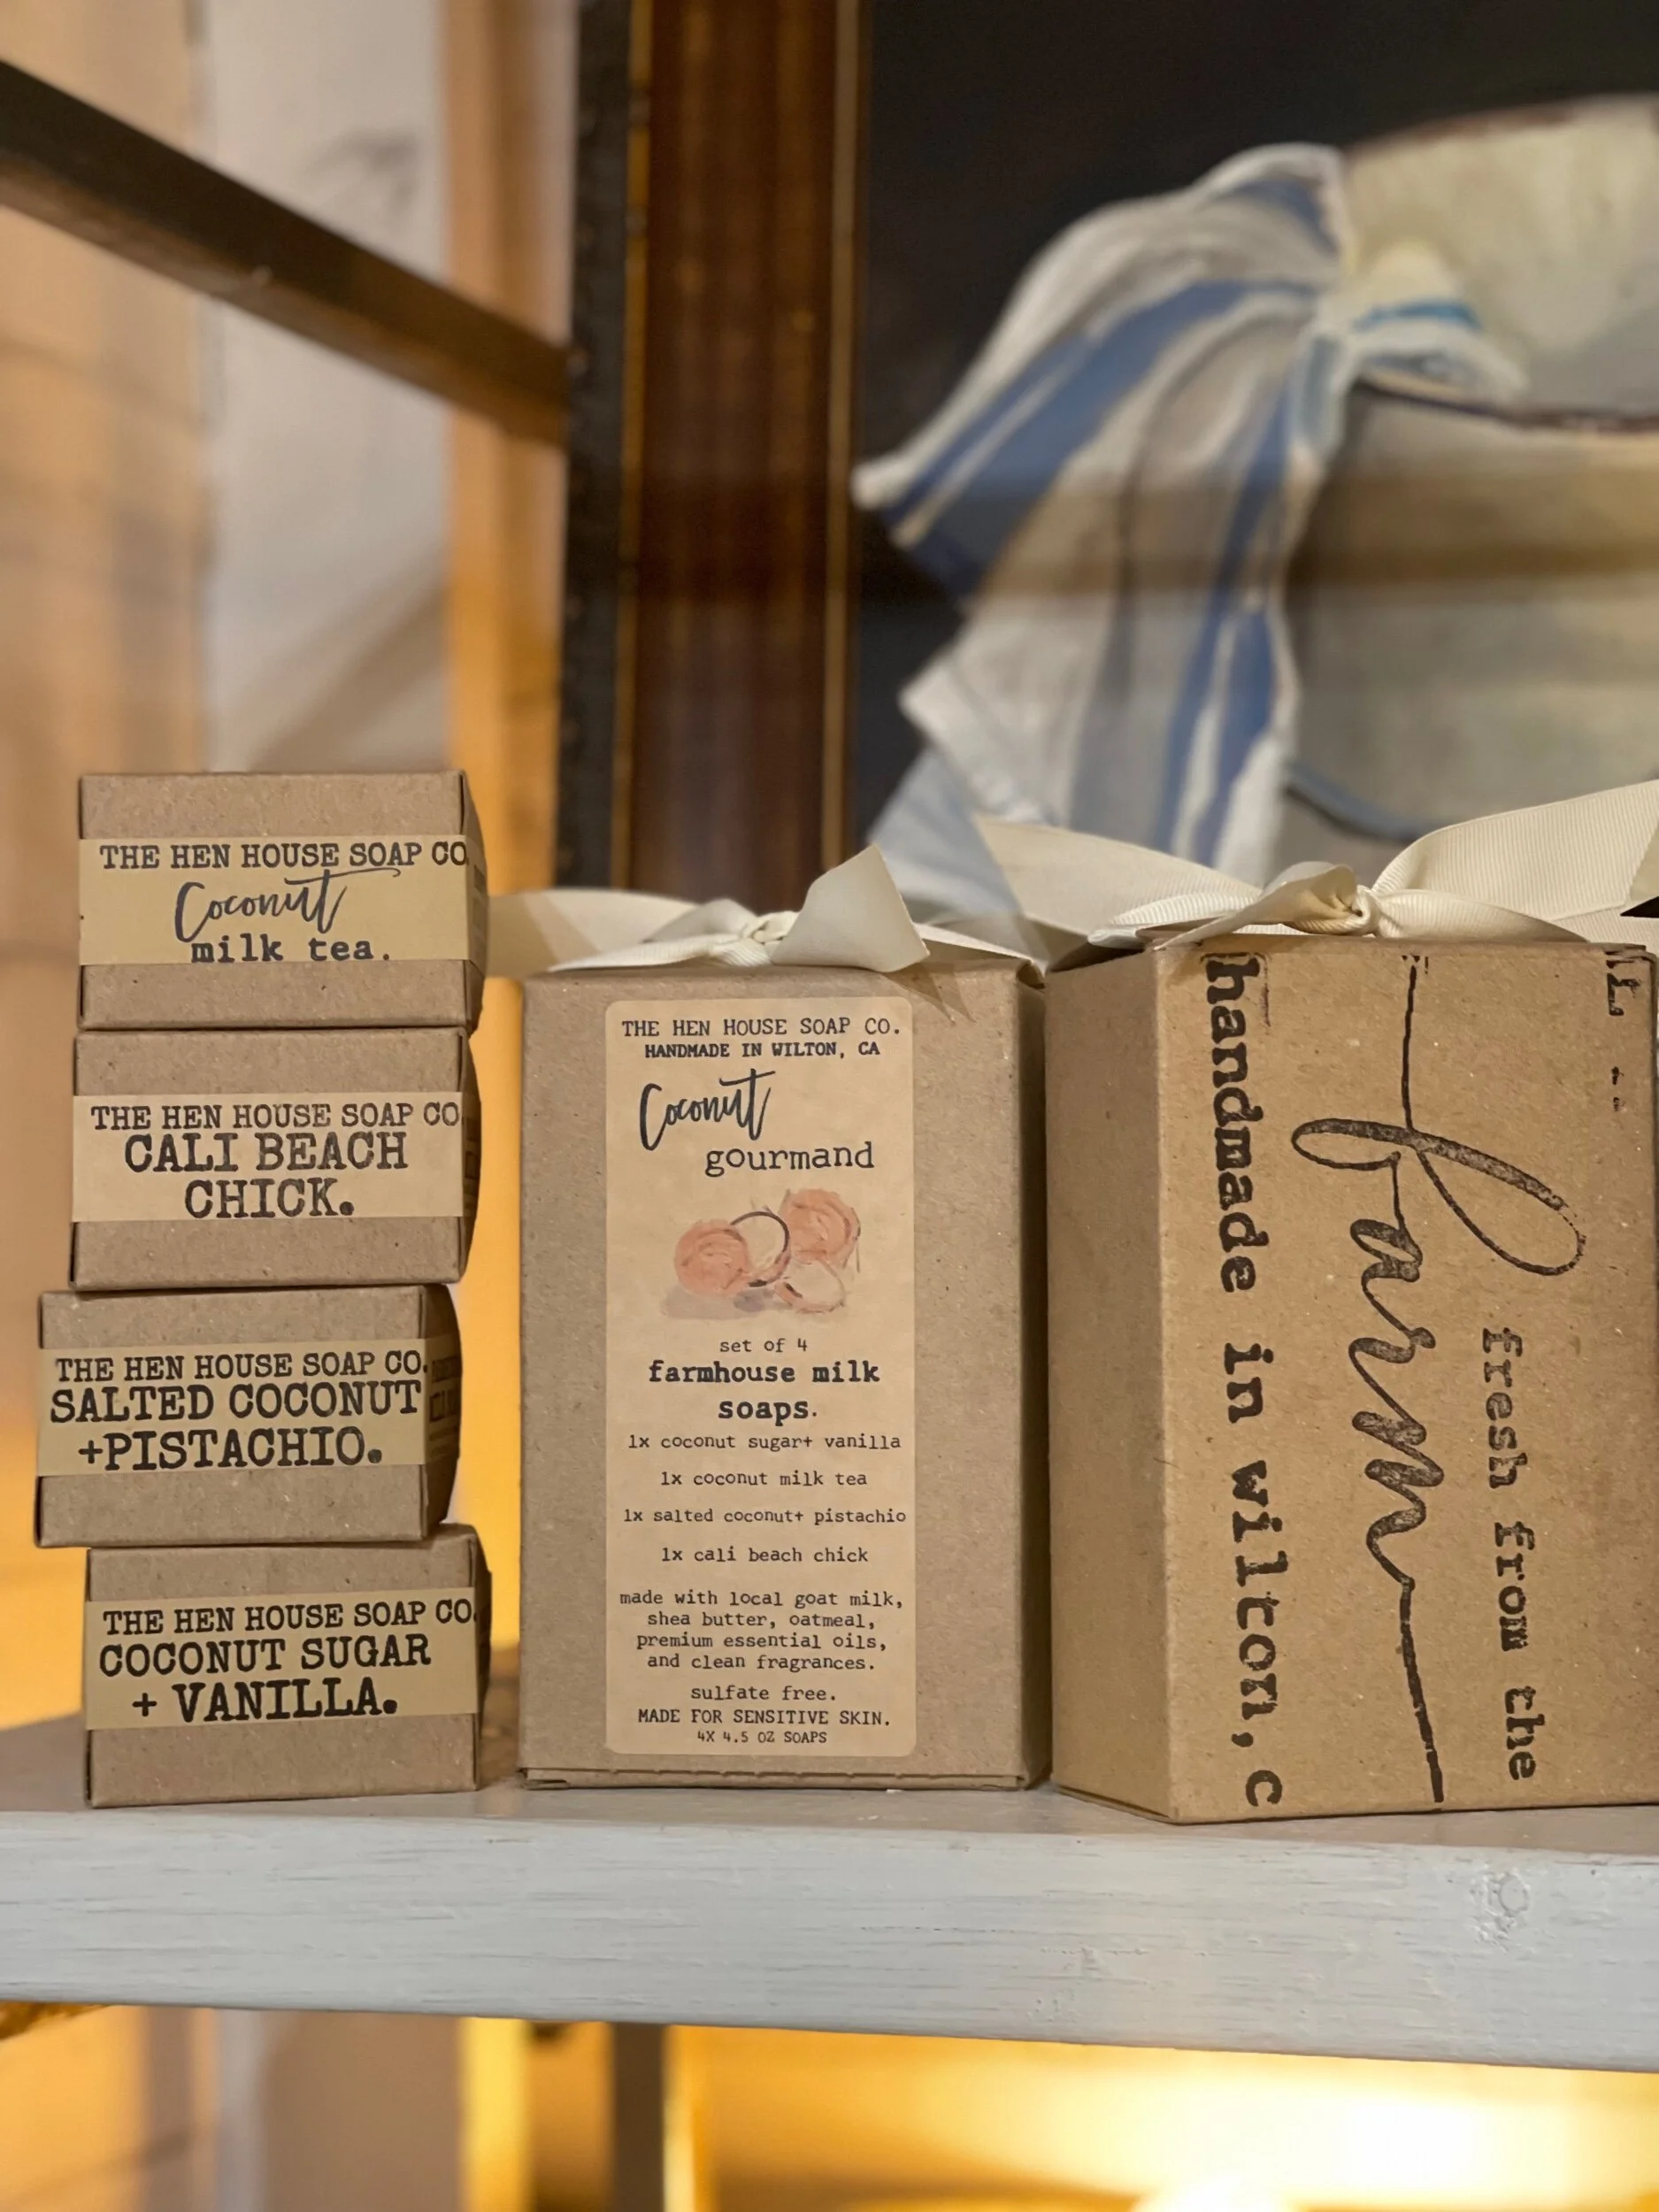 THE HEN HOUSE SOAP CO
Coconut
milk tea.
THE HEN HOUSE SOAP CO
CALI BEACH
CHICK.
THE HEN HOUSE SOAP CO.
SALTED COCONUT
+PISTACHIO.
THE HEN HOUSE SOAP CO.
COCONUT SUGAR
+ VANILLA.
THE HEN HOUSE SOAP CO.
HANDMADE IN WILTON, CA
Coconut
gourmand
set of 4
farmhouse milk
soaps.
1x coconut sugar+ vanilla
1x coconut milk tea
1x salted coconut+ pistachio
1x cali beach chick
made with local goat milk,
shea butter, oatmeal,
premium essential oils,
and clean fragrances.
sulfate free.
MADE FOR SENSITIVE SKIN.
4X 4.5 OZ SOAPS
fresh from the
farm
handmade in wilton, c